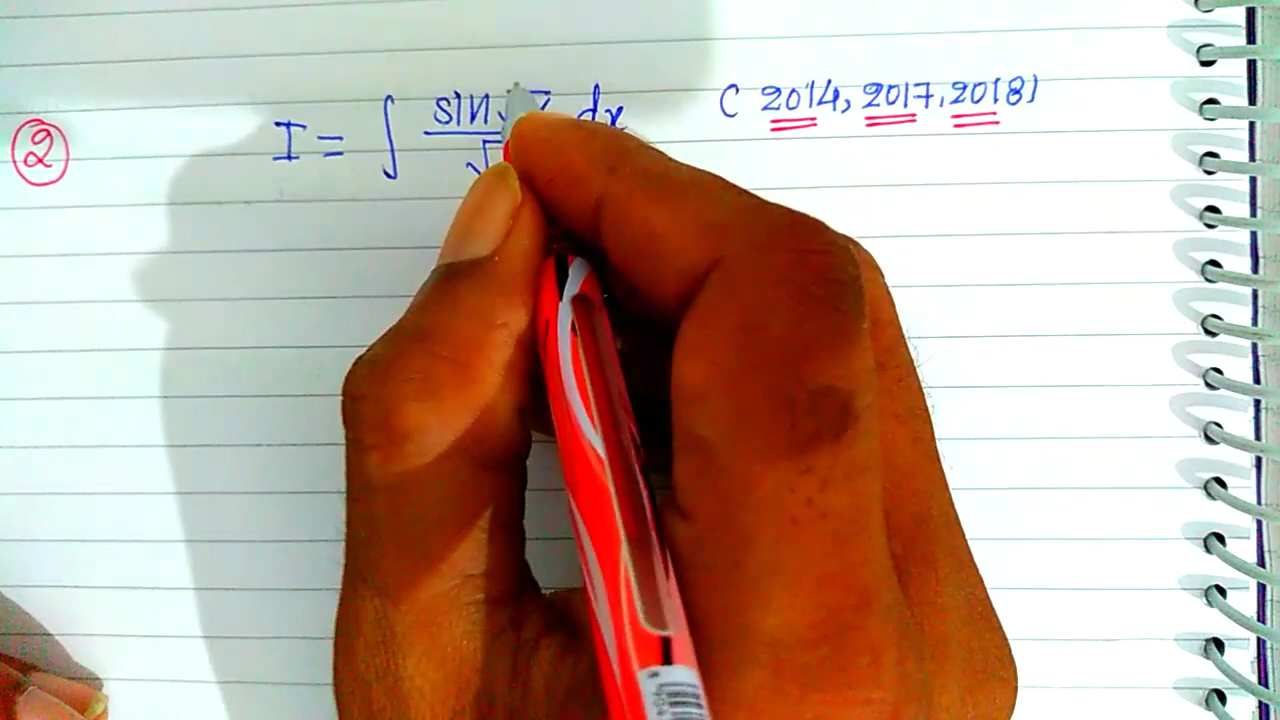 ② I = ∫ sin√ / √ dx (2014, 2017, 2018)